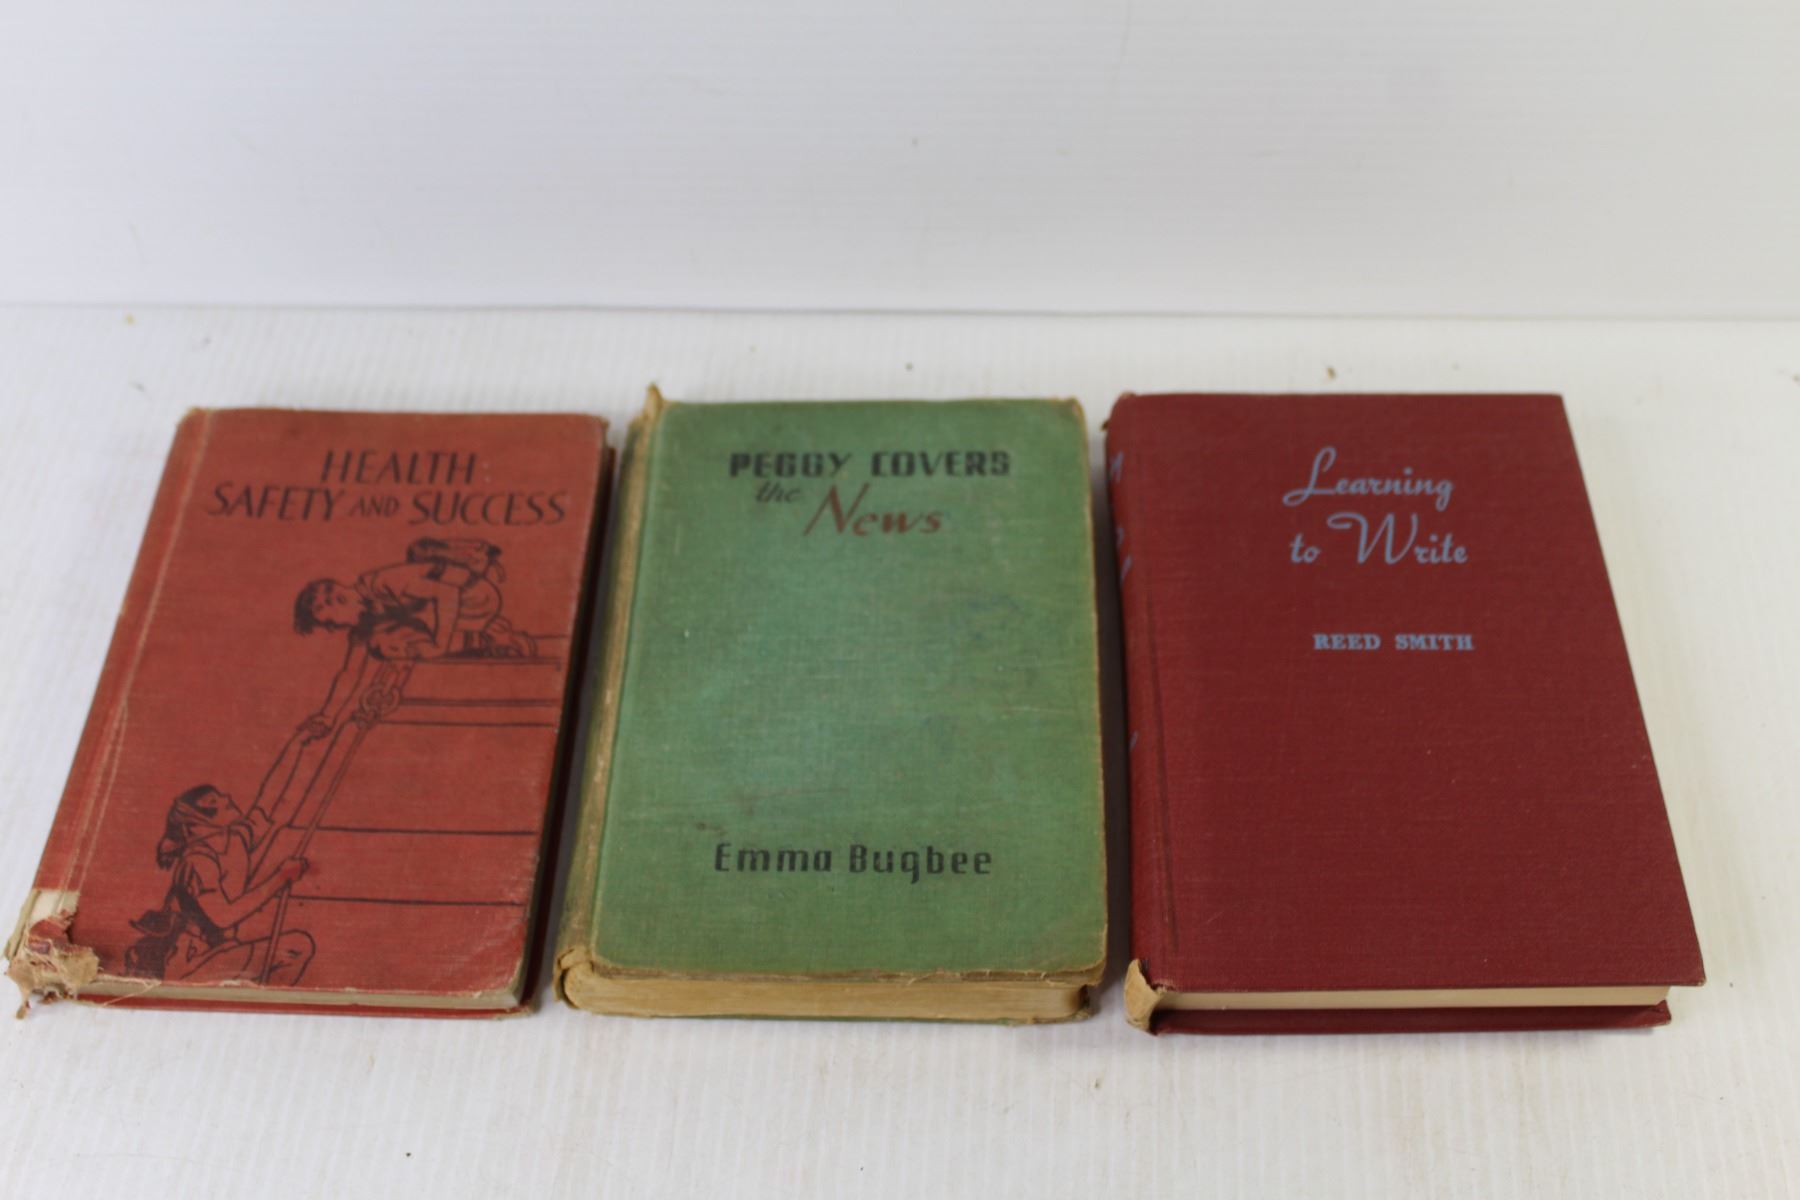 HEALTH
SAFETY AND SUCCESS
PEGGY COVERS
the News
Emma Bugbee
Learning
to Write
REED SMITH